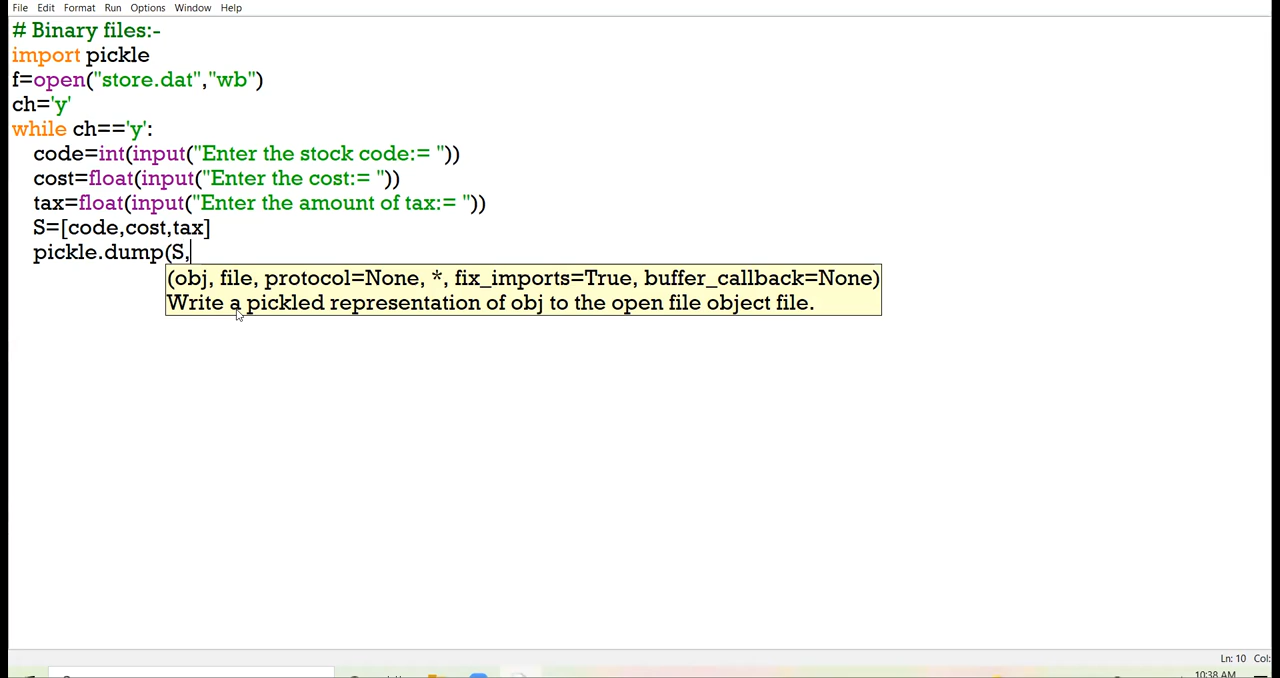 File Edit Format Run Options Window Help
# Binary files:-
import pickle
f=open("store.dat","wb")
ch='y'
while ch=='y':
    code=int(input("Enter the stock code:= "))
    cost=float(input("Enter the cost:= "))
    tax=float(input("Enter the amount of tax:= "))
    S=[code,cost,tax]
    pickle.dump(S,
(obj, file, protocol=None, *, fix_imports=True, buffer_callback=None)
Write a pickled representation of obj to the open file object file.
Ln: 10 Col:
10:38 AM